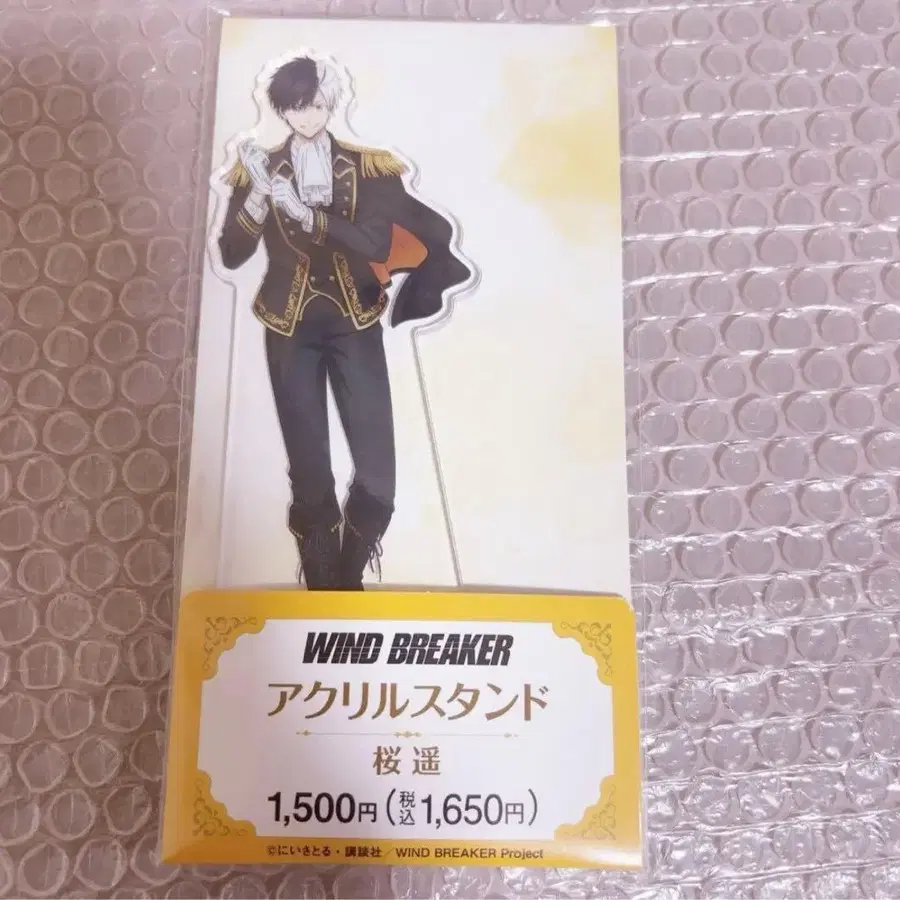 WIND BREAKER
アクリルスタンド
桜 遥
1,500円(税込1,650円)
©にいさとる・講談社/WIND BREAKER Project